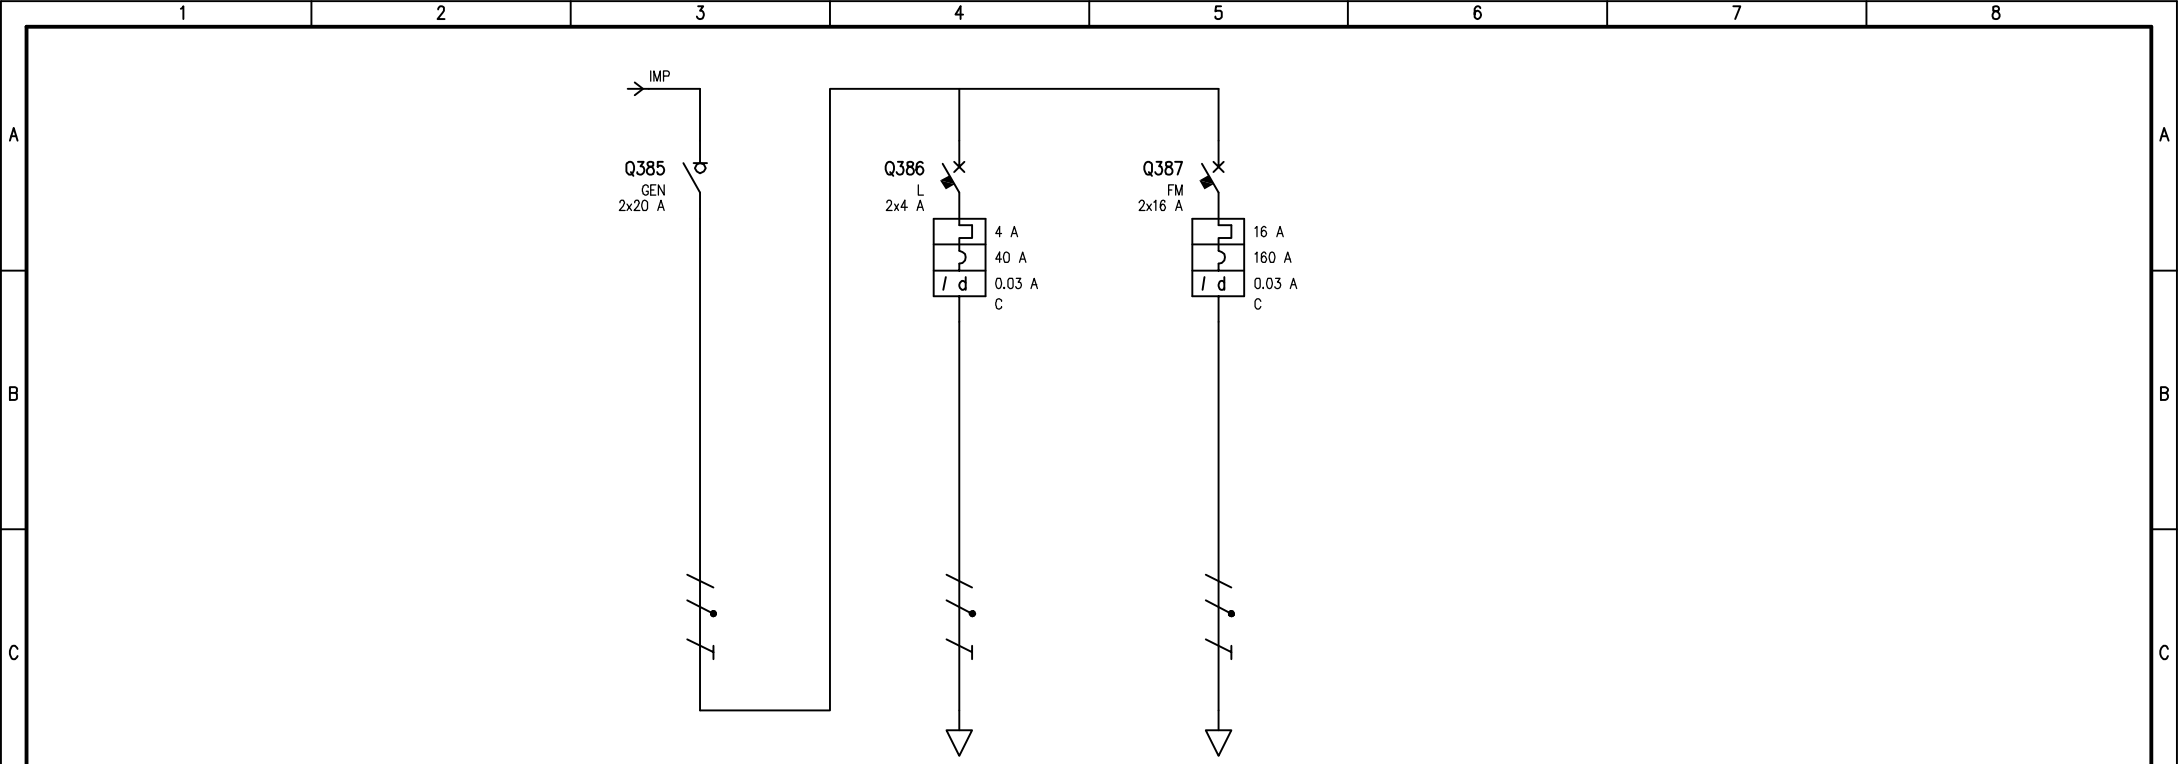 1 2 3 4 5 6 7 8
IMP
A A
Q385 Q386 Q387
GEN L FM
2x20 A 2x4 A 2x16 A
4 A 16 A
40 A 160 A
I d 0.03 A I d 0.03 A
C C
B B
C C